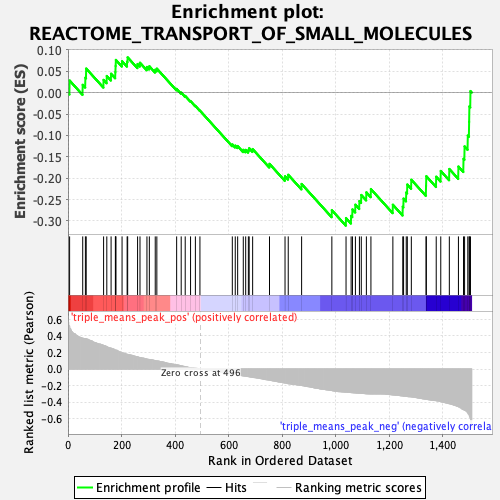 Enrichment plot:
REACTOME_TRANSPORT_OF_SMALL_MOLECULES
Enrichment score (ES)
0.10
0.05
0.00
-0.05
-0.10
-0.15
-0.20
-0.25
-0.30
'triple_means_peak_pos' (positively correlated)
Ranked list metric (Pearson)
0.6
0.4
0.2
0.0
-0.2
-0.4
-0.6
Zero cross at 496
'triple_means_peak_neg' (negatively correla
0
200
400
600
800
1,000
1,200
1,400
Rank in Ordered Dataset
Enrichment profile
Hits
Ranking metric scores